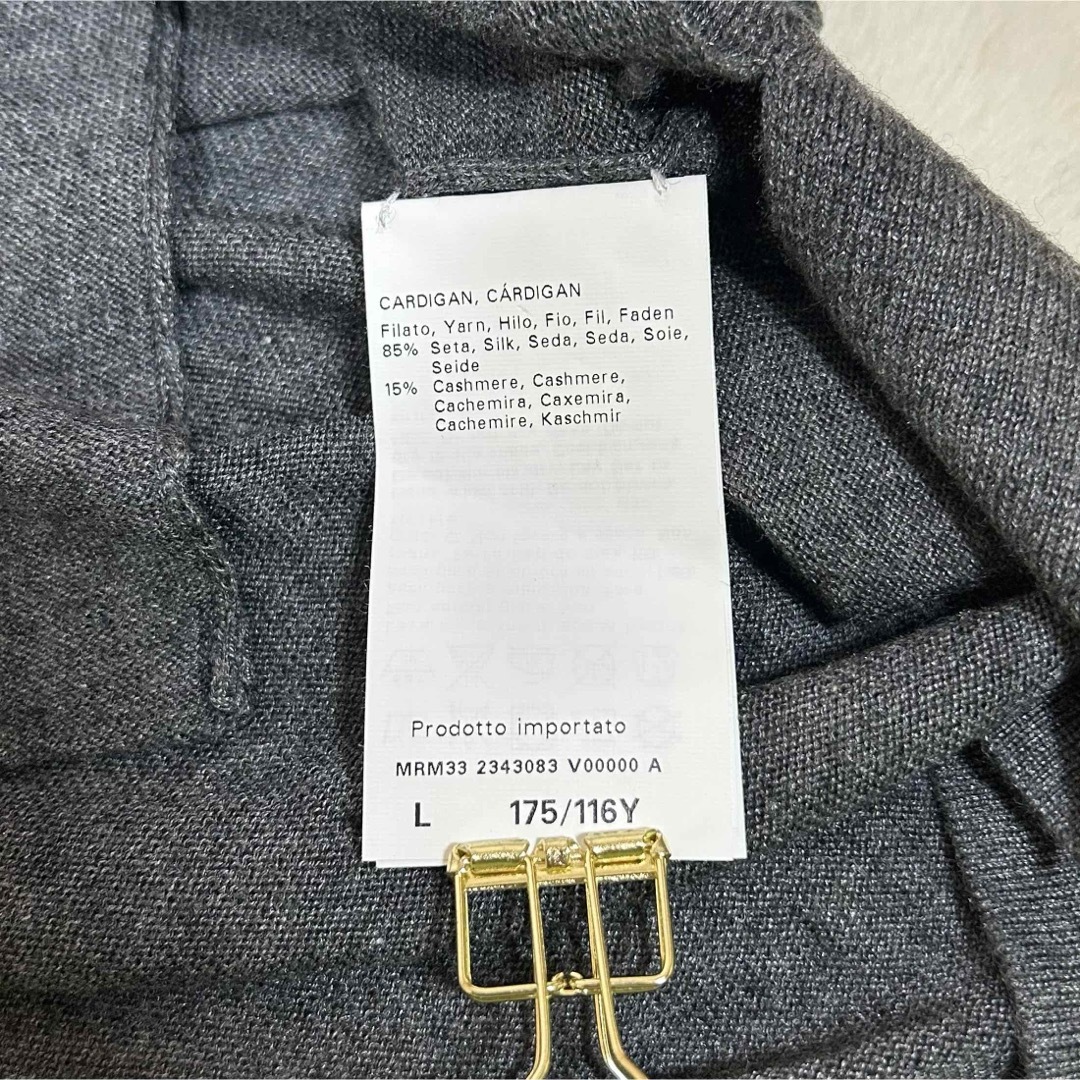 CARDIGAN, CÁRDIGAN
Filato, Yarn, Hilo, Fio, Fil, Faden
85% Seta, Silk, Seda, Seda, Soie,
Seide
15% Cashmere, Cashmere,
Cachemira, Caxemira,
Cachemire, Kaschmir
Prodotto importato
MRM33 2343083 V00000 A
L 175/116Y